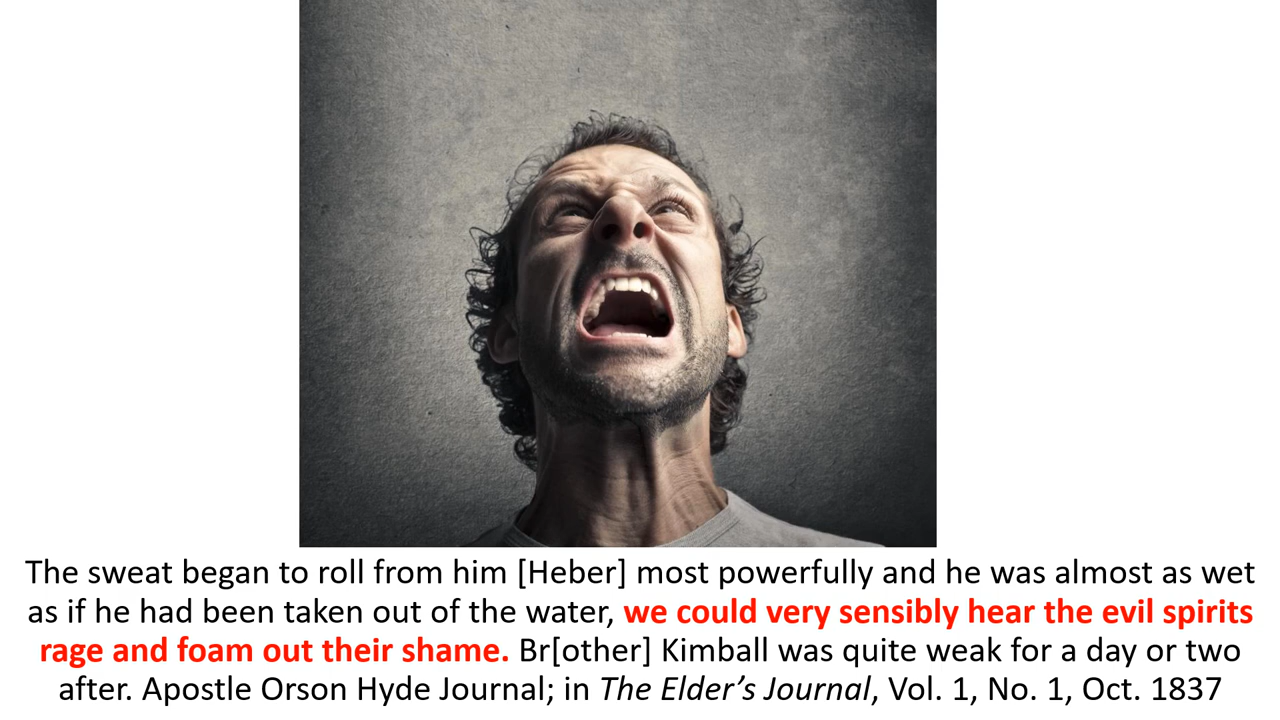 The sweat began to roll from him [Heber] most powerfully and he was almost as wet
as if he had been taken out of the water, we could very sensibly hear the evil spirits
rage and foam out their shame. Br[other] Kimball was quite weak for a day or two
after. Apostle Orson Hyde Journal; in The Elder’s Journal, Vol. 1, No. 1, Oct. 1837